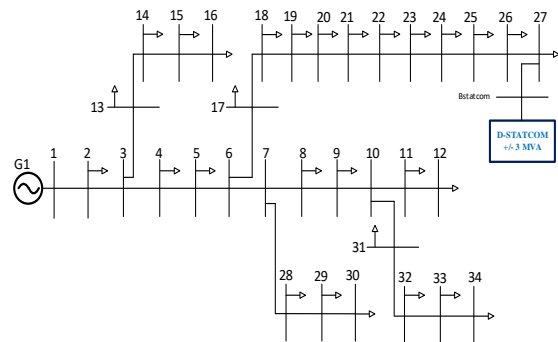 14 15 16
18 19 20 21 22 23 24 25 26 27
13
17
Bstatcom
D-STATCOM
+/- 3 MVA
G1
1 2 3 4 5 6 7 8 9 10 11 12
31
28 29 30
32 33 34